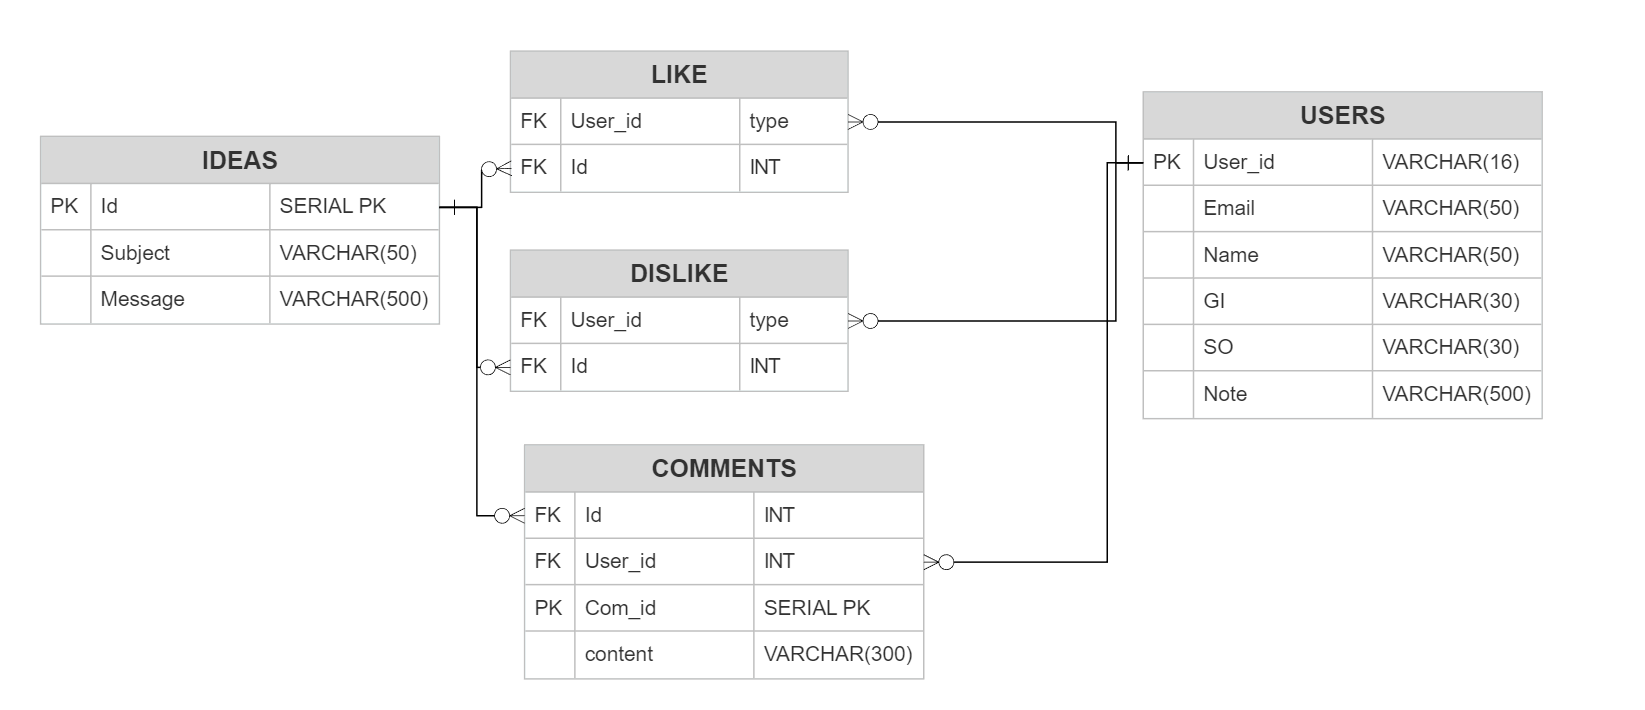 IDEAS
PK Id SERIAL PK
Subject VARCHAR(50)
Message VARCHAR(500)
LIKE
FK User_id type
FK Id INT
DISLIKE
FK User_id type
FK Id INT
COMMENTS
FK Id INT
FK User_id INT
PK Com_id SERIAL PK
content VARCHAR(300)
USERS
PK User_id VARCHAR(16)
Email VARCHAR(50)
Name VARCHAR(50)
GI VARCHAR(30)
SO VARCHAR(30)
Note VARCHAR(500)